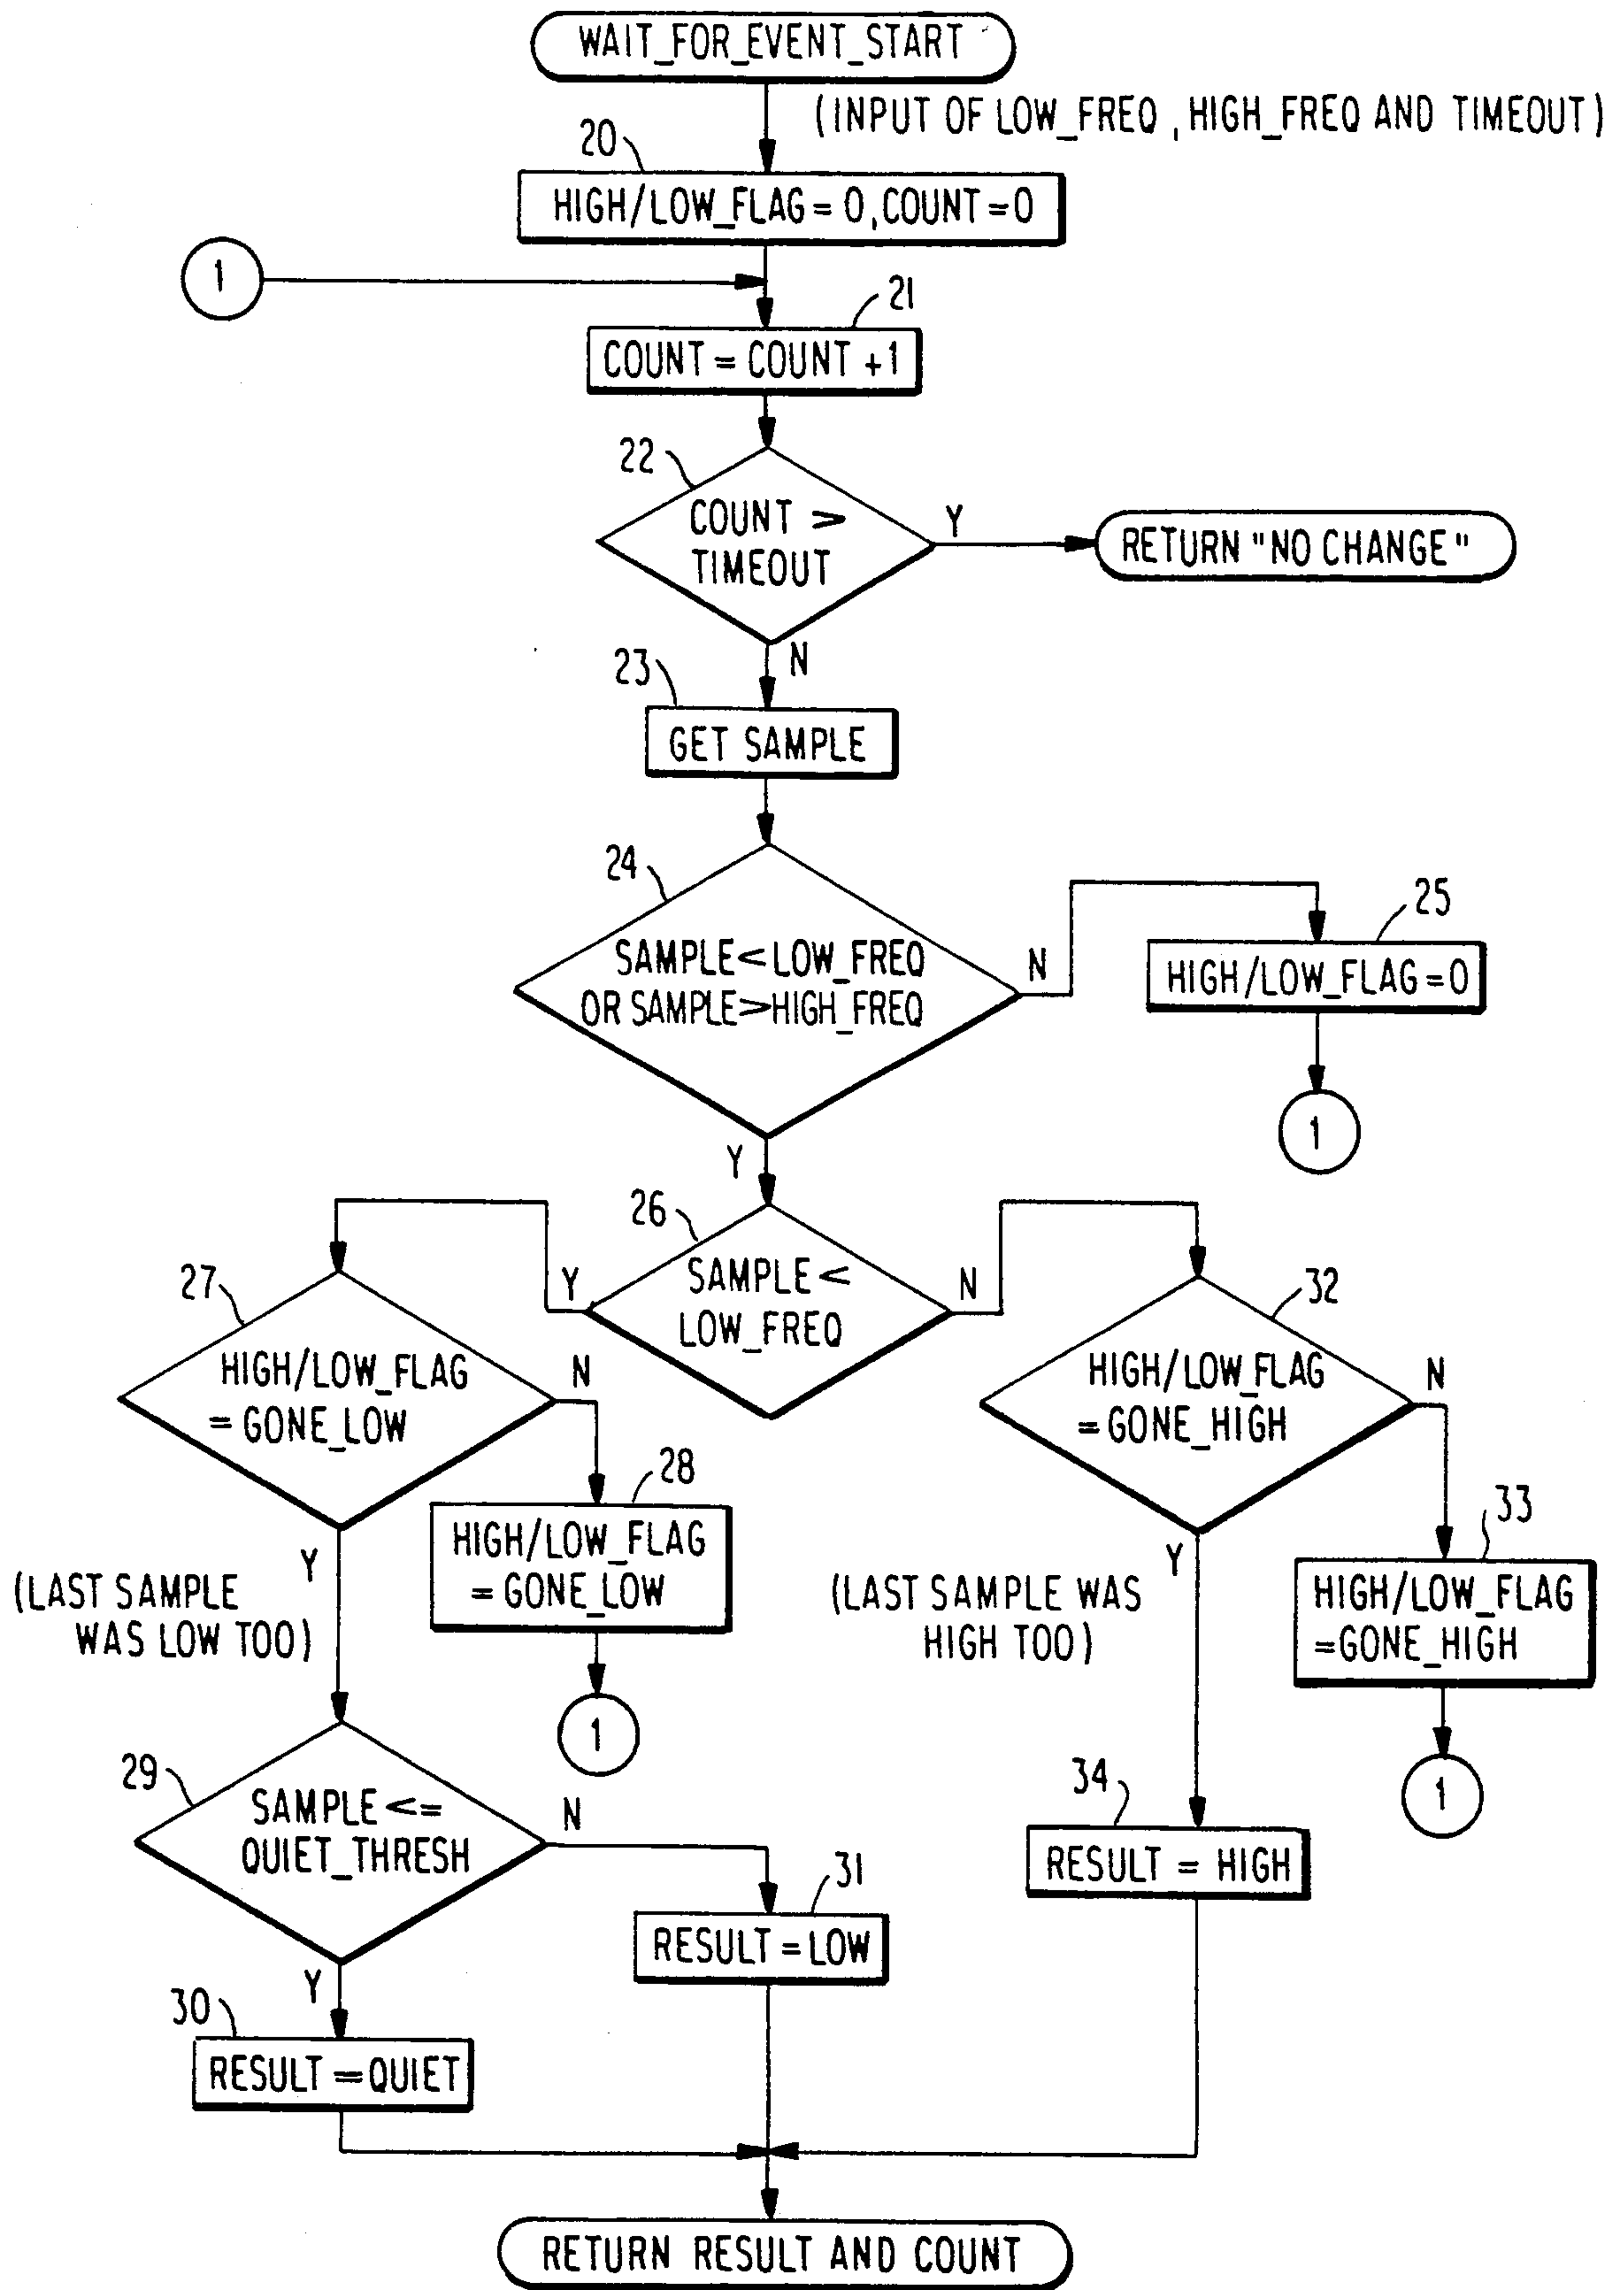 WAIT_FOR_EVENT_START
(INPUT OF LOW_FREQ, HIGH_FREQ AND TIMEOUT)
20
HIGH/LOW_FLAG = 0, COUNT = 0
1
21
COUNT = COUNT +1
22
COUNT >
TIMEOUT
Y
RETURN "NO CHANGE"
N
23
GET SAMPLE
24
SAMPLE < LOW_FREQ
OR SAMPLE > HIGH_FREQ
N
25
HIGH/LOW_FLAG = 0
1
Y
26
SAMPLE <
LOW_FREQ
Y
N
27
HIGH/LOW_FLAG
= GONE_LOW
N
28
HIGH/LOW_FLAG
= GONE_LOW
1
Y
(LAST SAMPLE
WAS LOW TOO)
32
HIGH/LOW_FLAG
= GONE_HIGH
N
33
HIGH/LOW_FLAG
= GONE_HIGH
1
Y
(LAST SAMPLE WAS
HIGH TOO)
29
SAMPLE <=
QUIET_THRESH
N
31
RESULT = LOW
34
RESULT = HIGH
Y
30
RESULT = QUIET
RETURN RESULT AND COUNT